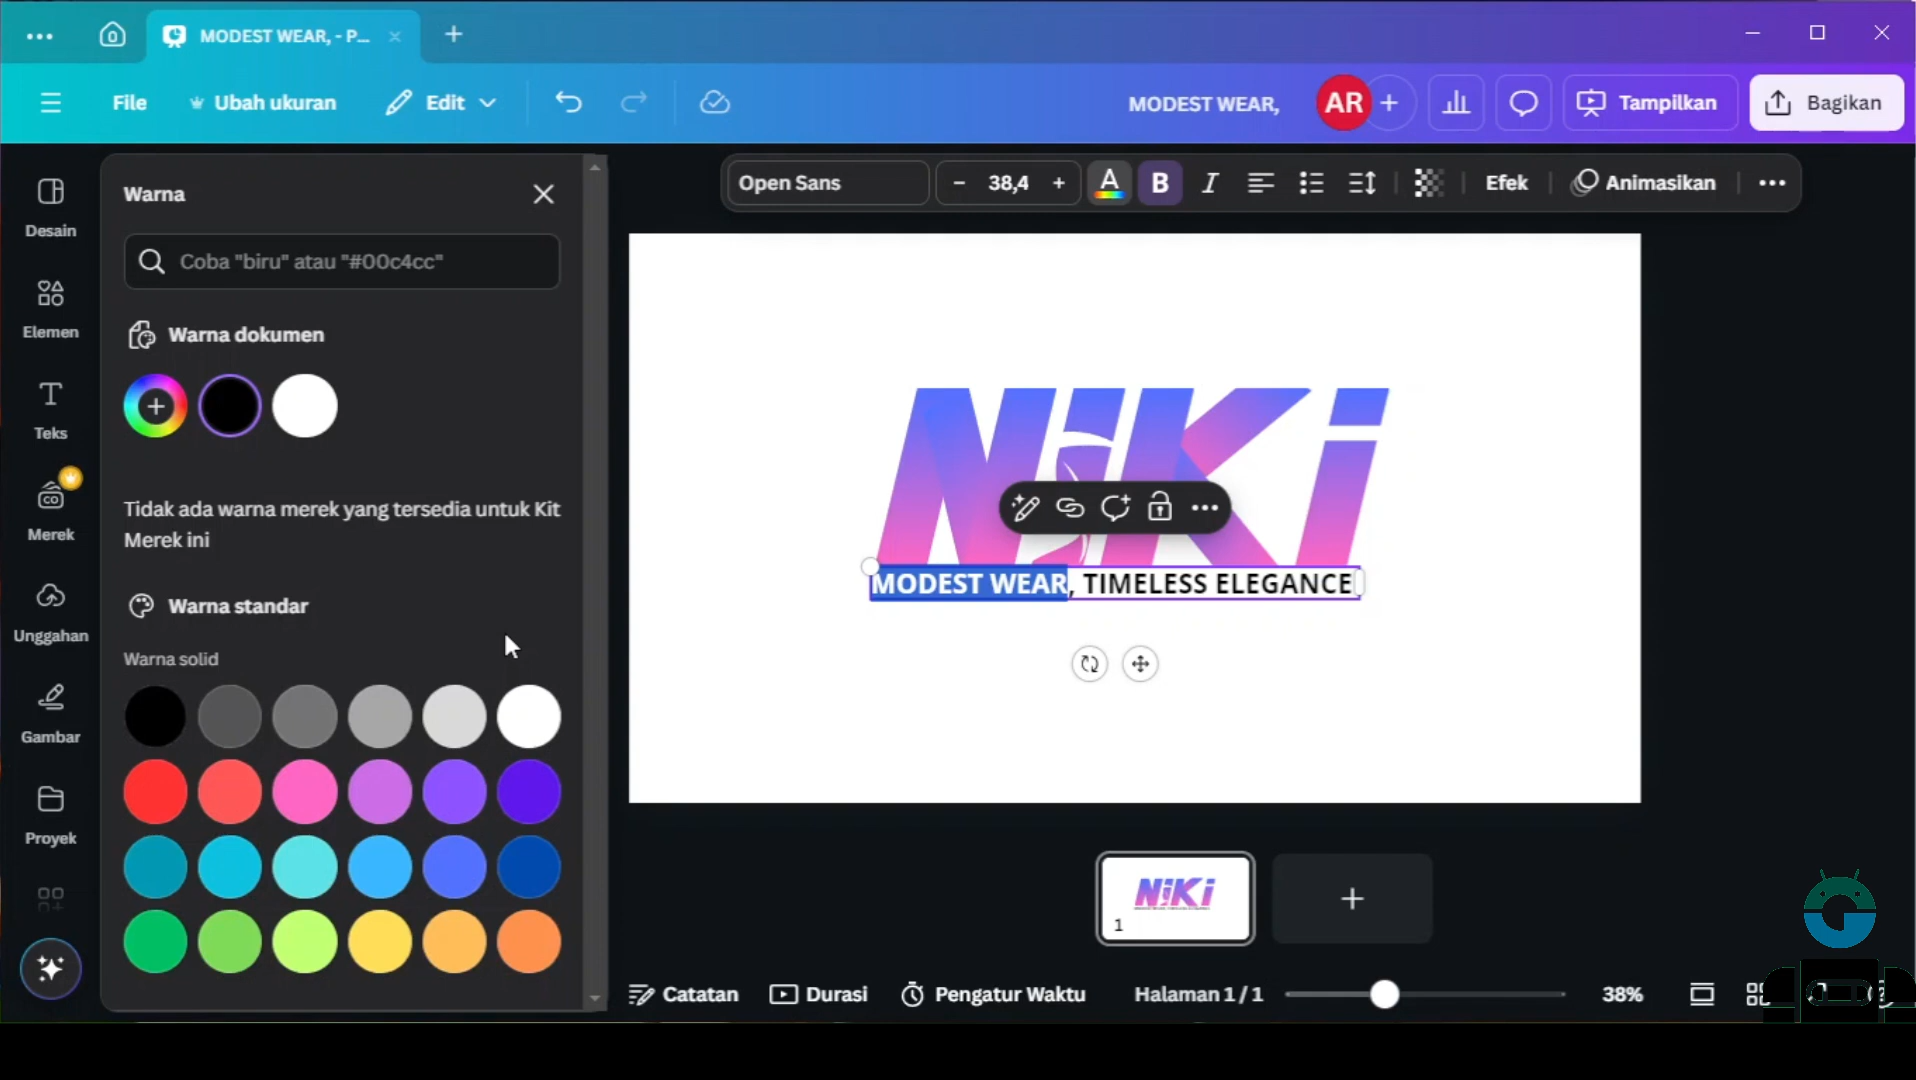 MODEST WEAR, - P...
File
Ubah ukuran
Edit
MODEST WEAR,
AR
Tampilkan
Bagikan
Desain
Elemen
Teks
Merek
Unggahan
Gambar
Proyek
Warna
Coba "biru" atau "#00c4cc"
Warna dokumen
Tidak ada warna merek yang tersedia untuk Kit
Merek ini
Warna standar
Warna solid
Open Sans
38,4
A
B
I
Efek
Animasikan
NiKi
MODEST WEAR, TIMELESS ELEGANCE
NiKi
1
Catatan
Durasi
Pengatur Waktu
Halaman 1 / 1
38%